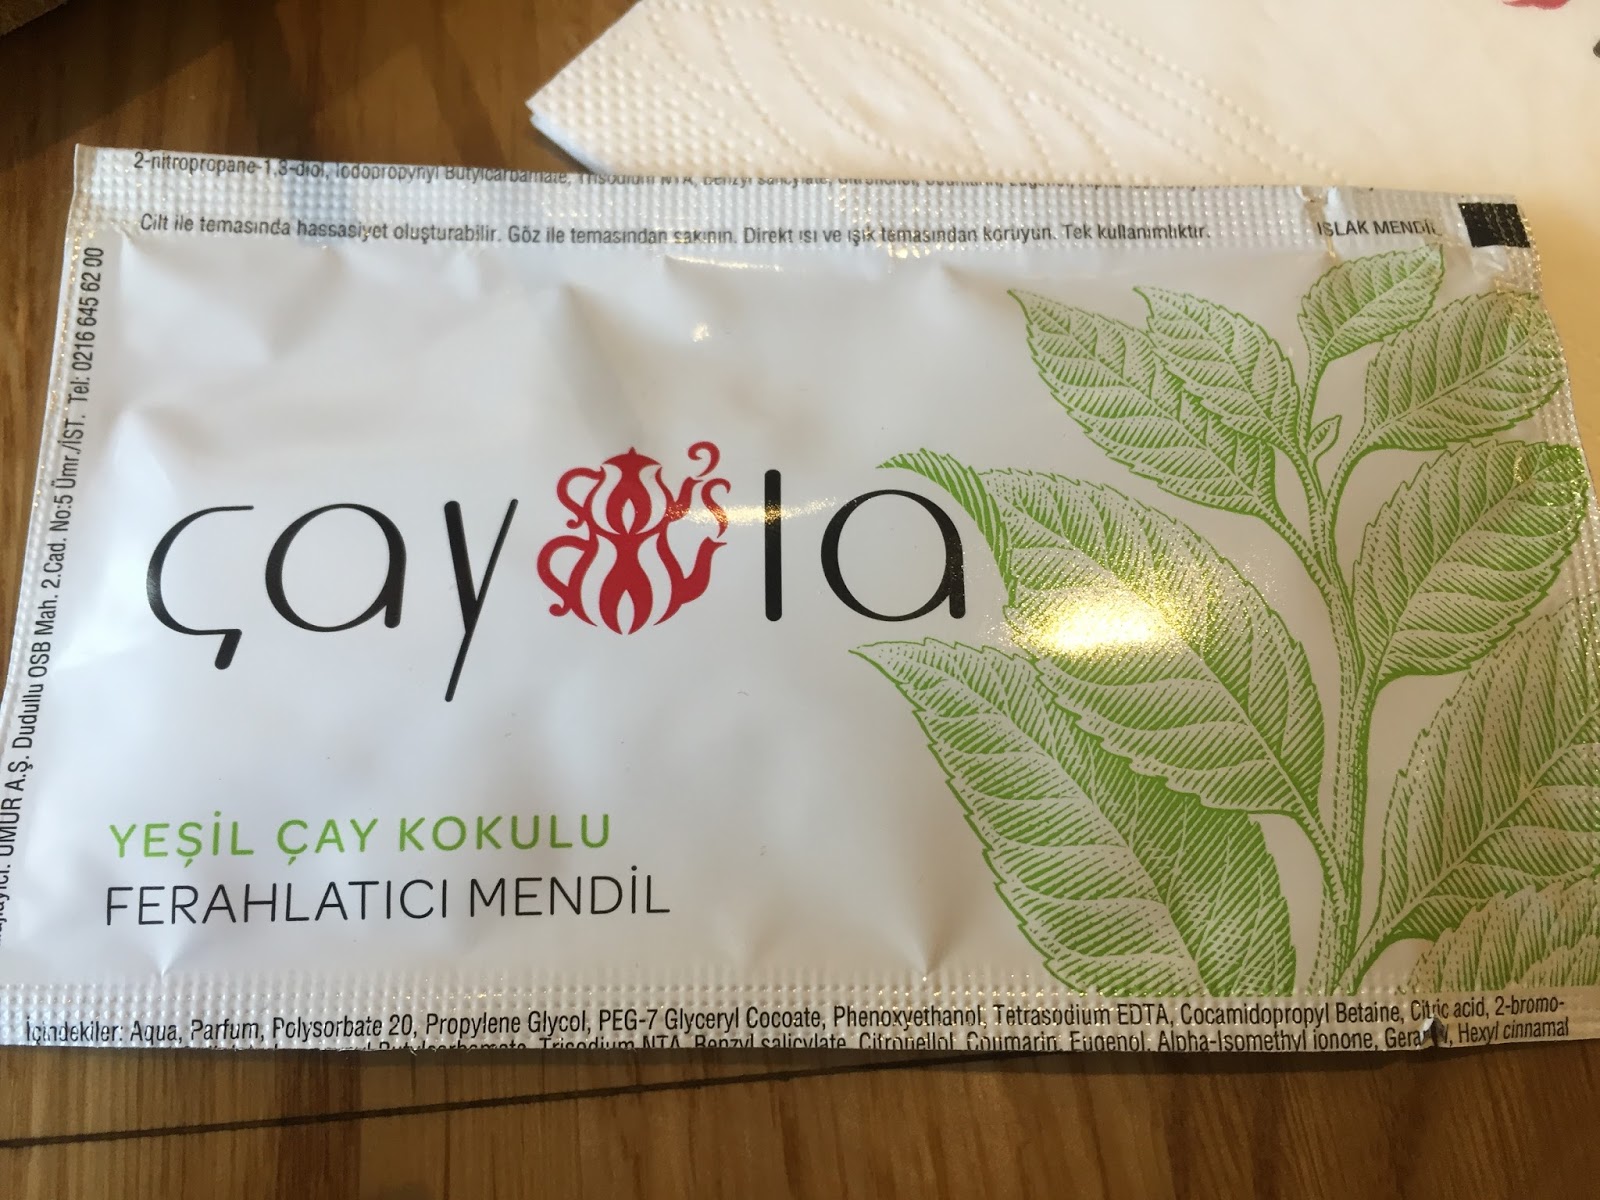 2-nitropropane-1,3-diol, Iodopropynyl Butylcarbamate, Trisodium NTA, Benzyl salicylate,
Cilt ile temasında hassasiyet oluşturabilir. Göz ile temasından sakının. Direkt ısı ve ışık temasından koruyun. Tek kullanımlıktır.
ISLAK MENDİL
ÜMUR A.Ş. Dudullu OSB Mah. 2.Cad. No:5 Ümr./İST. Tel: 0216 645 62 00
çay la
YEŞİL ÇAY KOKULU
FERAHLATICI MENDİL
İçindekiler: Aqua, Parfum, Polysorbate 20, Propylene Glycol, PEG-7 Glyceryl Cocoate, Phenoxyethanol, Tetrasodium EDTA, Cocamidopropyl Betaine, Citric acid, 2-bromo-
Butylcarbamate, Trisodium NTA, Benzyl salicylate, Citronellol, Coumarin, Eugenol, Alpha-Isomethyl ionone, Hexyl cinnamal